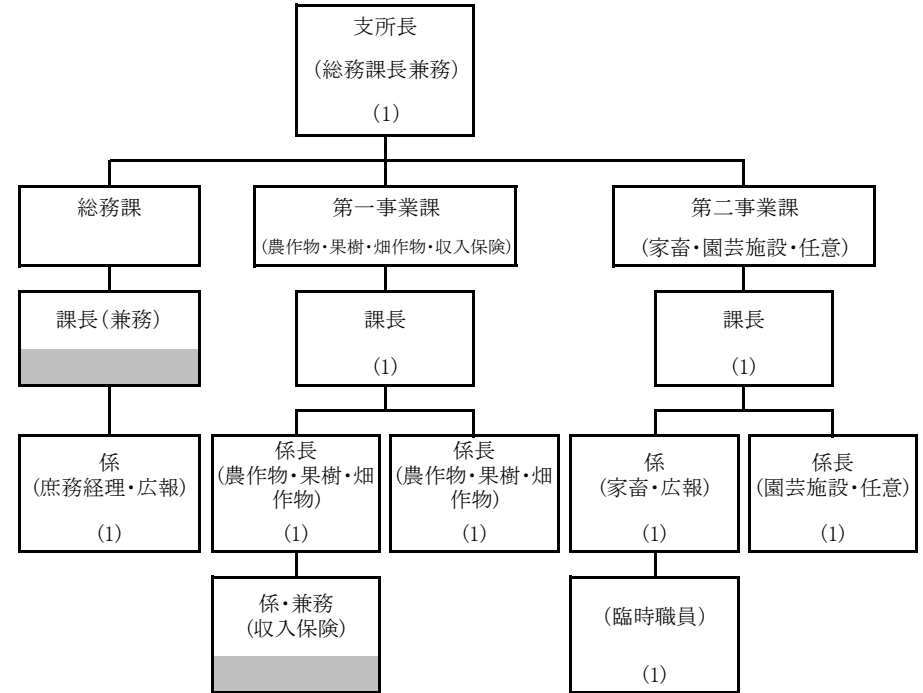 支所長
(総務課長兼務)
(1)
総務課
第一事業課
(農作物・果樹・畑作物・収入保険)
第二事業課
(家畜・園芸施設・任意)
課長(兼務)
課長
(1)
課長
(1)
係
(庶務経理・広報)
(1)
係長
(農作物・果樹・畑
作物)
(1)
係長
(農作物・果樹・畑
作物)
(1)
係
(家畜・広報)
(1)
係長
(園芸施設・任意)
(1)
係・兼務
(収入保険)
(臨時職員)
(1)